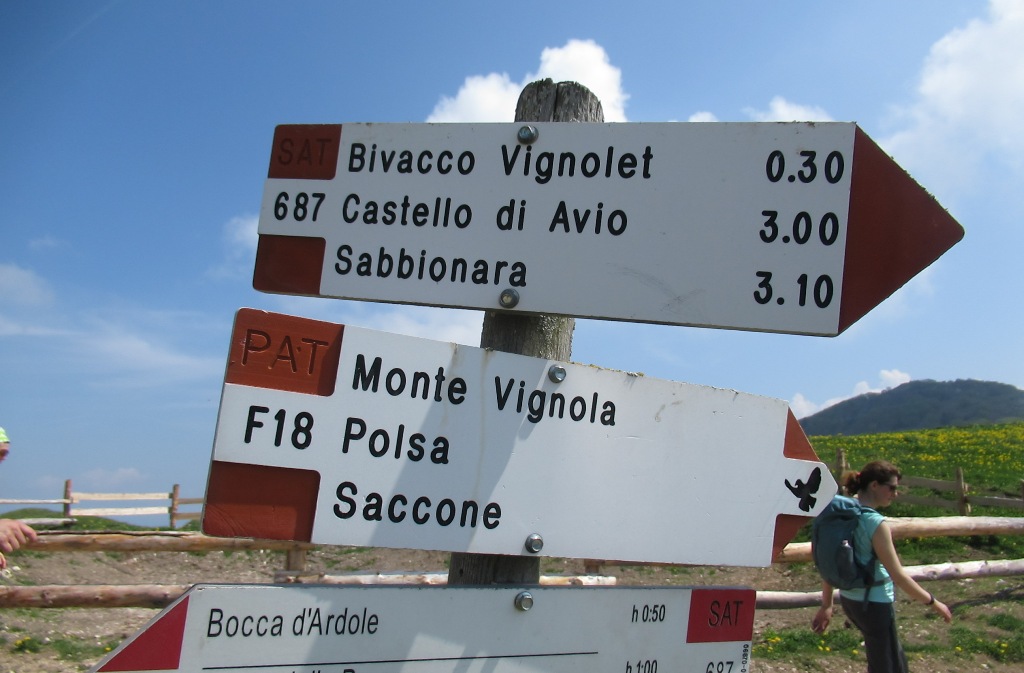 SAT Bivacco Vignolet 0.30
687 Castello di Avio 3.00
Sabbionara 3.10
PAT Monte Vignola
F18 Polsa
Saccone
Bocca d'Ardole h 0:50 SAT
h 1:00 687